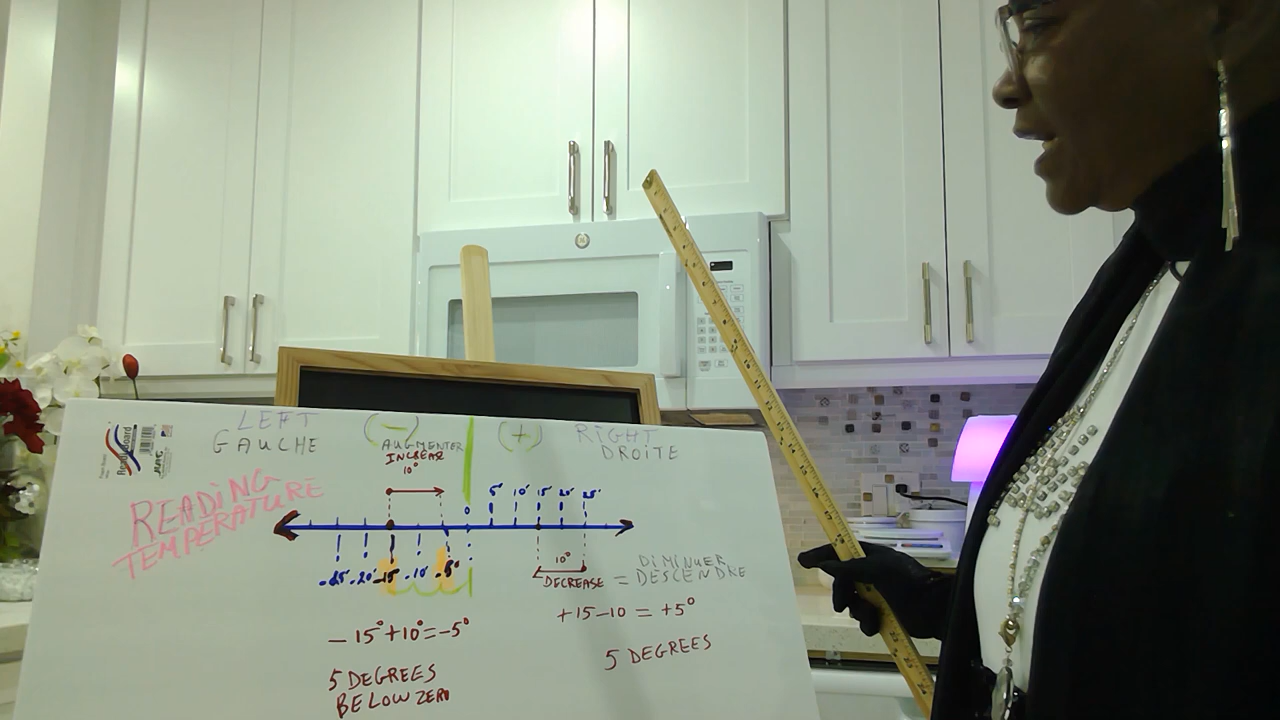 LEFT
GAUCHE
(-)
AUGMENTER
INCREASE
10°
(+)
RIGHT
DROITE
READING
TEMPERATURE
0 5° 10° 15° 20° 25°
-25° -20° -15° -10° -5°
10°
DECREASE = DIMINUER
DESCENDRE
-15°+10°=-5°
5 DEGREES
BELOW ZERO
+15-10 = +5°
5 DEGREES